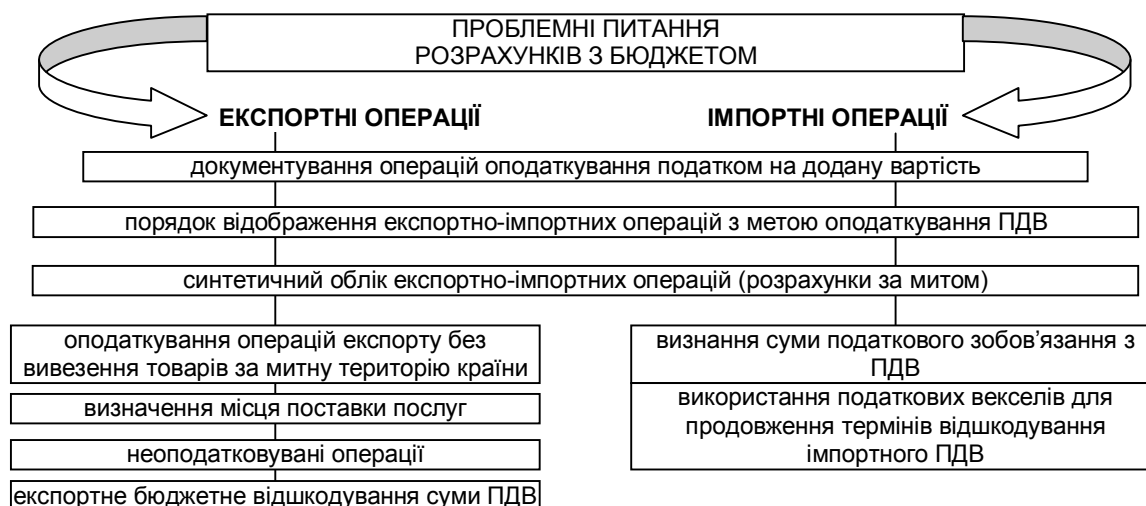 ПРОБЛЕМНІ ПИТАННЯ
РОЗРАХУНКІВ З БЮДЖЕТОМ
ЕКСПОРТНІ ОПЕРАЦІЇ
ІМПОРТНІ ОПЕРАЦІЇ
документування операцій оподаткування податком на додану вартість
порядок відображення експортно-імпортних операцій з метою оподаткування ПДВ
синтетичний облік експортно-імпортних операцій (розрахунки за митом)
оподаткування операцій експорту без
вивезення товарів за митну територію країни
визначення місця поставки послуг
неоподатковувані операції
експортне бюджетне відшкодування суми ПДВ
визнання суми податкового зобов’язання з
ПДВ
використання податкових векселів для
продовження термінів відшкодування
імпортного ПДВ